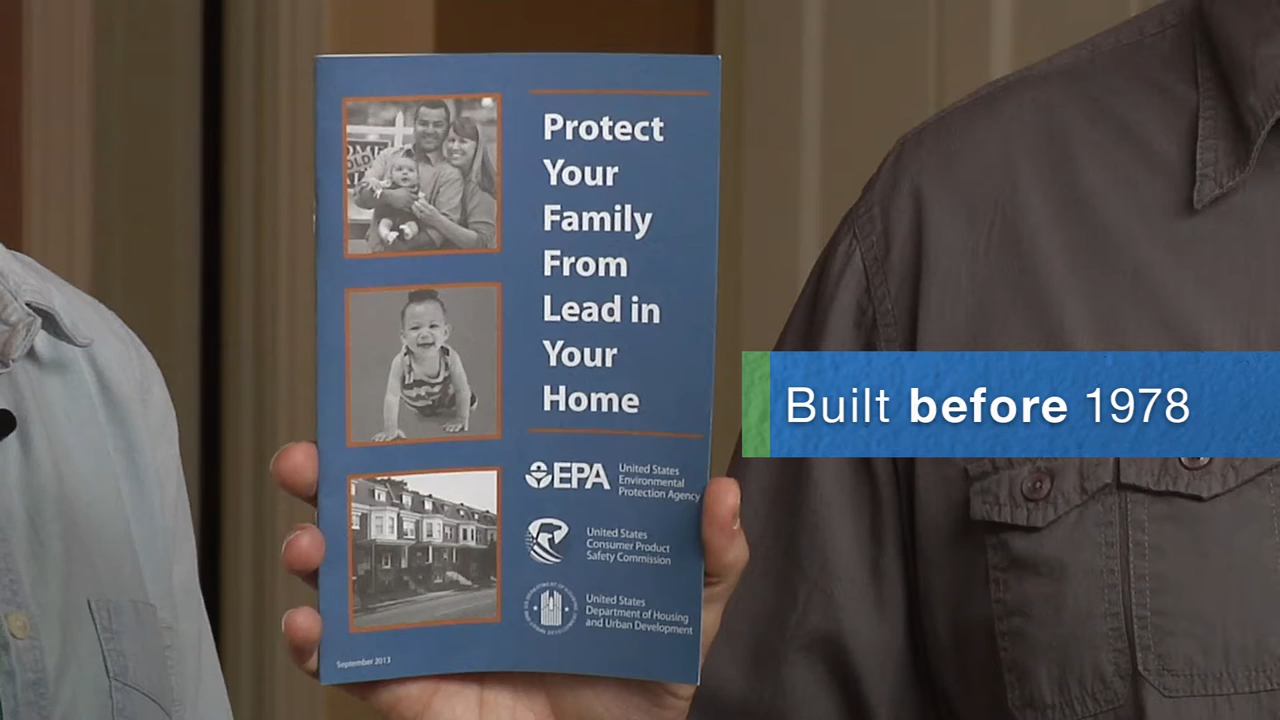 Protect
Your
Family
From
Lead in
Your
Home
EPA
United States
Environmental
Protection Agency
United States
Consumer Product
Safety Commission
United States
Department of Housing
and Urban Development
September 2013
Built before 1978